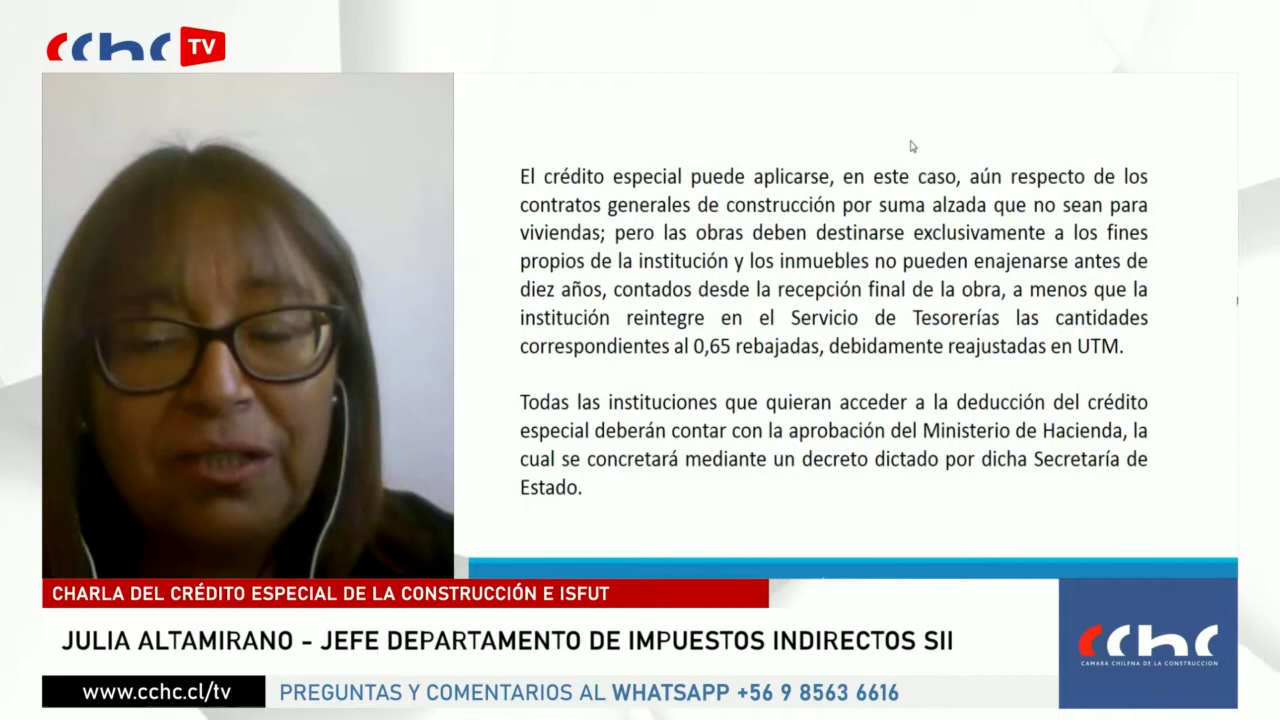 cchc TV
El crédito especial puede aplicarse, en este caso, aún respecto de los
contratos generales de construcción por suma alzada que no sean para
viviendas; pero las obras deben destinarse exclusivamente a los fines
propios de la institución y los inmuebles no pueden enajenarse antes de
diez años, contados desde la recepción final de la obra, a menos que la
institución reintegre en el Servicio de Tesorerías las cantidades
correspondientes al 0,65 rebajadas, debidamente reajustadas en UTM.
Todas las instituciones que quieran acceder a la deducción del crédito
especial deberán contar con la aprobación del Ministerio de Hacienda, la
cual se concretará mediante un decreto dictado por dicha Secretaría de
Estado.
CHARLA DEL CRÉDITO ESPECIAL DE LA CONSTRUCCIÓN E ISFUT
JULIA ALTAMIRANO – JEFE DEPARTAMENTO DE IMPUESTOS INDIRECTOS SII
cchc
CAMARA CHILENA DE LA CONSTRUCCION
www.cchc.cl/tv
PREGUNTAS Y COMENTARIOS AL WHATSAPP +56 9 8563 6616